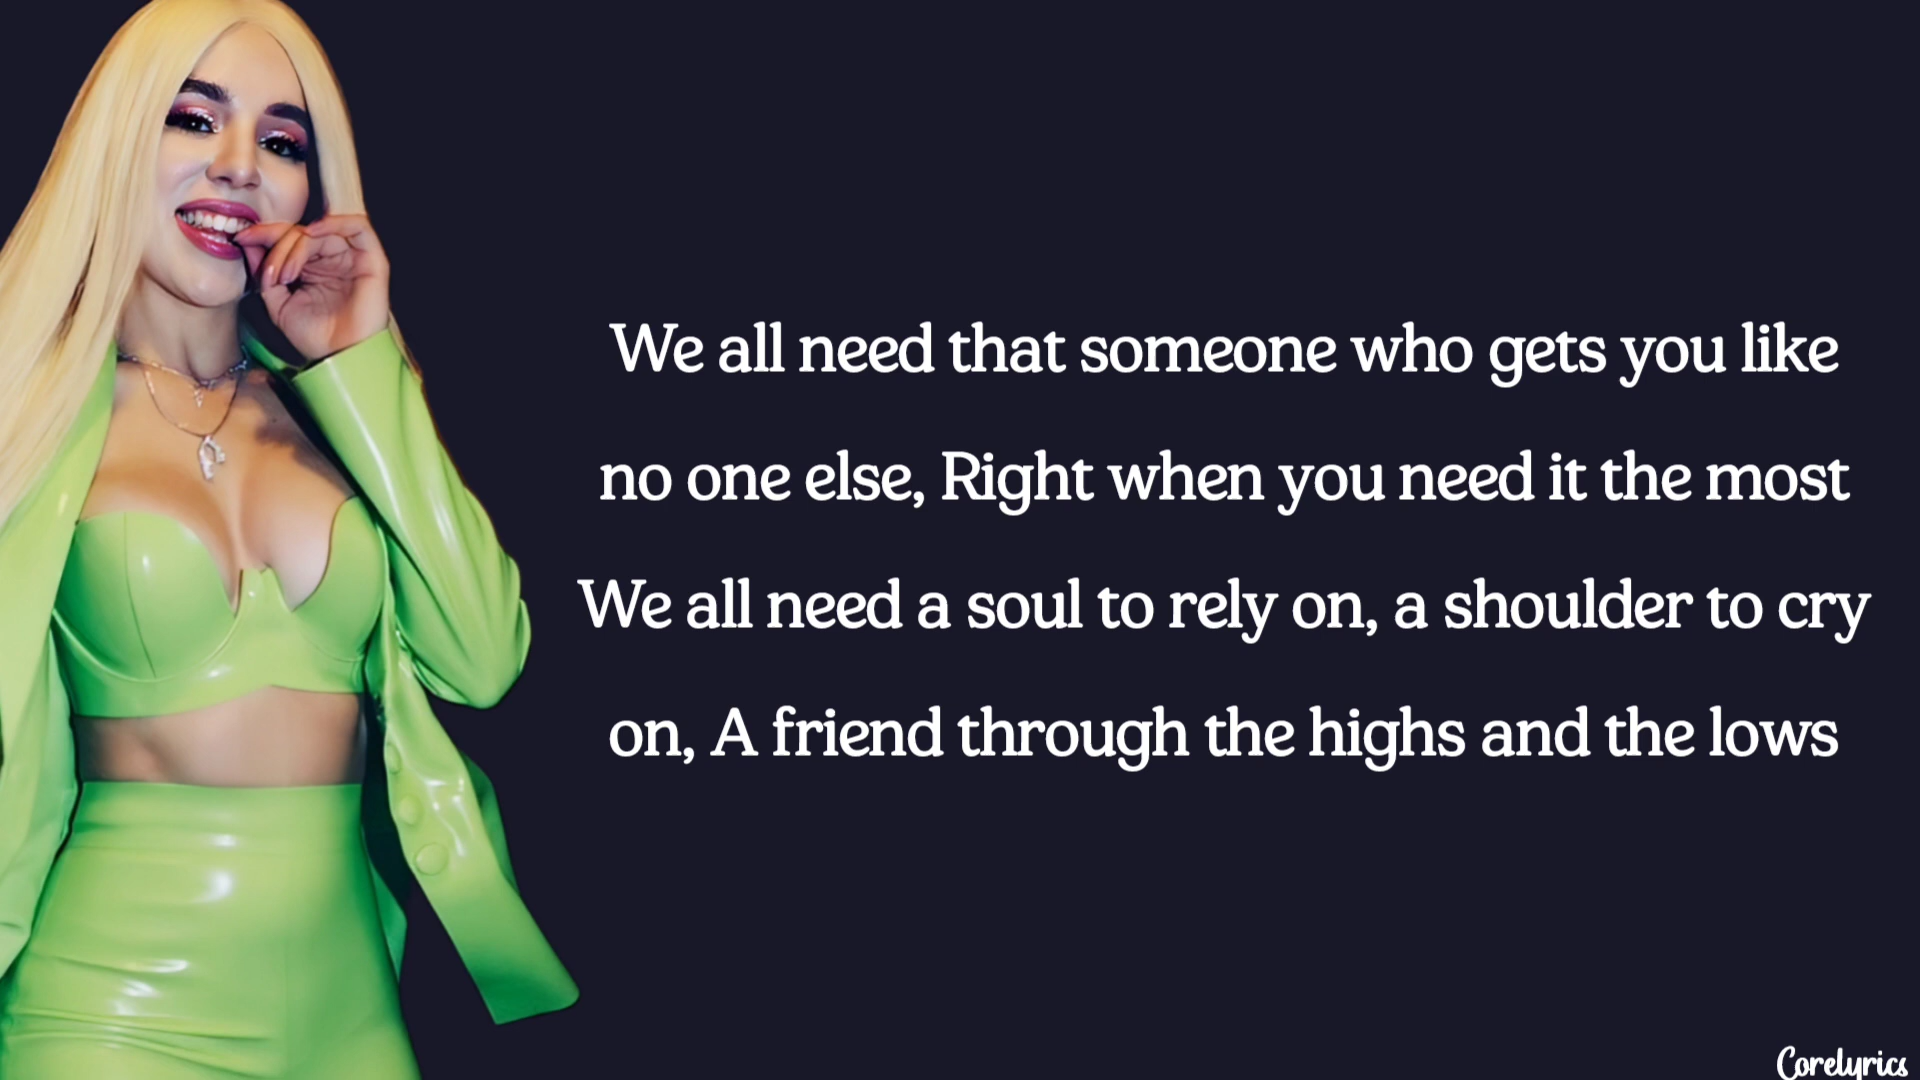 We all need that someone who gets you like
no one else, Right when you need it the most
We all need a soul to rely on, a shoulder to cry
on, A friend through the highs and the lows
Corelyrics